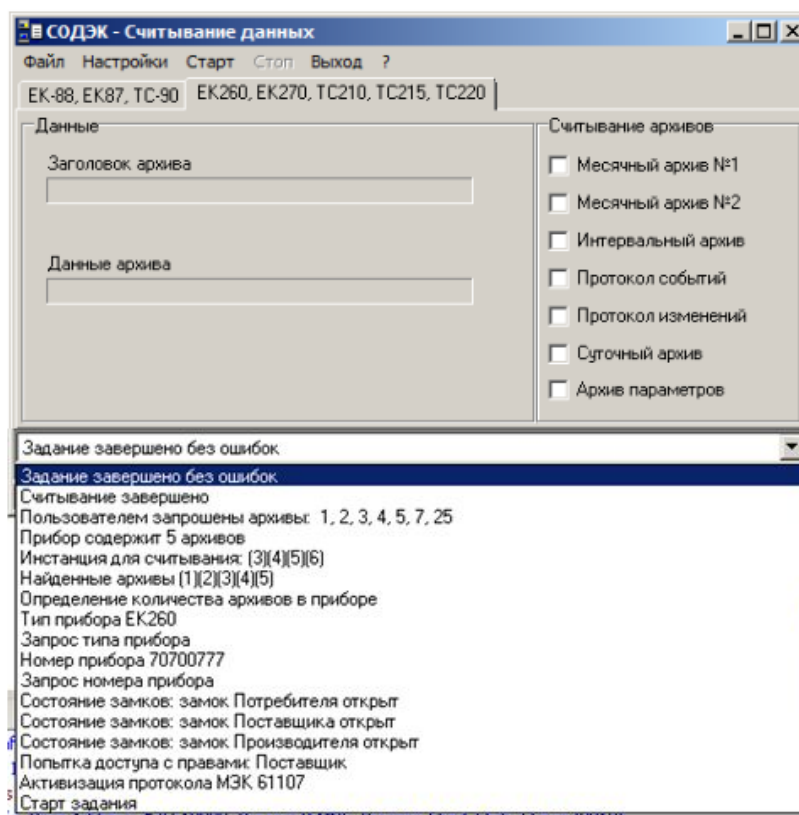 СОДЭК - Считывание данных
Файл Настройки Старт Стоп Выход ?
ЕК-88, ЕК87, ТС-90 ЕК260, ЕК270, ТС210, ТС215, ТС220
Данные
Заголовок архива
Данные архива
Считывание архивов
Месячный архив №1
Месячный архив №2
Интервальный архив
Протокол событий
Протокол изменений
Суточный архив
Архив параметров
Задание завершено без ошибок
Задание завершено без ошибок
Считывание завершено
Пользователем запрошены архивы: 1, 2, 3, 4, 5, 7, 25
Прибор содержит 5 архивов
Инстанция для считывания: (3)(4)(5)(6)
Найденные архивы (1)(2)(3)(4)(5)
Определение количества архивов в приборе
Тип прибора ЕК260
Запрос типа прибора
Номер прибора 70700777
Запрос номера прибора
Состояние замков: замок Потребителя открыт
Состояние замков: замок Поставщика открыт
Состояние замков: замок Производителя открыт
Попытка доступа с правами: Поставщик
Активизация протокола МЭК 61107
Старт задания